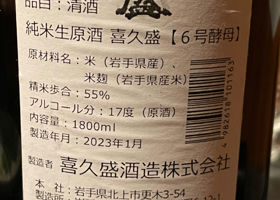 品目：清酒
盛
純米生原酒 喜久盛【６号酵母】
原材料名：米（岩手県産）、
米麹（岩手県産米）
精米歩合：55%
アルコール分：17度（原酒）
内容量：1800ml
製造年月：2023年1月
製造者 喜久盛酒造株式会社
住所：岩手県北上市更木3-54
4982618101163